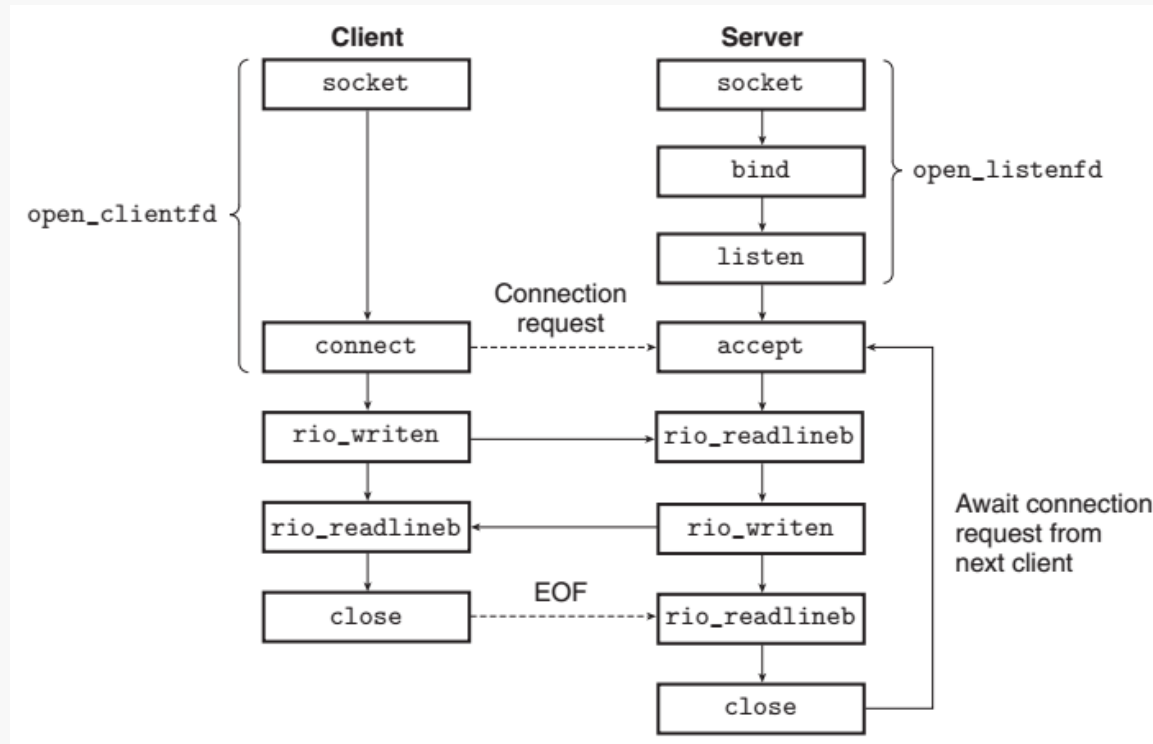 Client
Server
socket
socket
bind
open_listenfd
open_clientfd
listen
Connection
request
connect
accept
rio_writen
rio_readlineb
Await connection
request from
next client
rio_readlineb
rio_writen
EOF
close
rio_readlineb
close